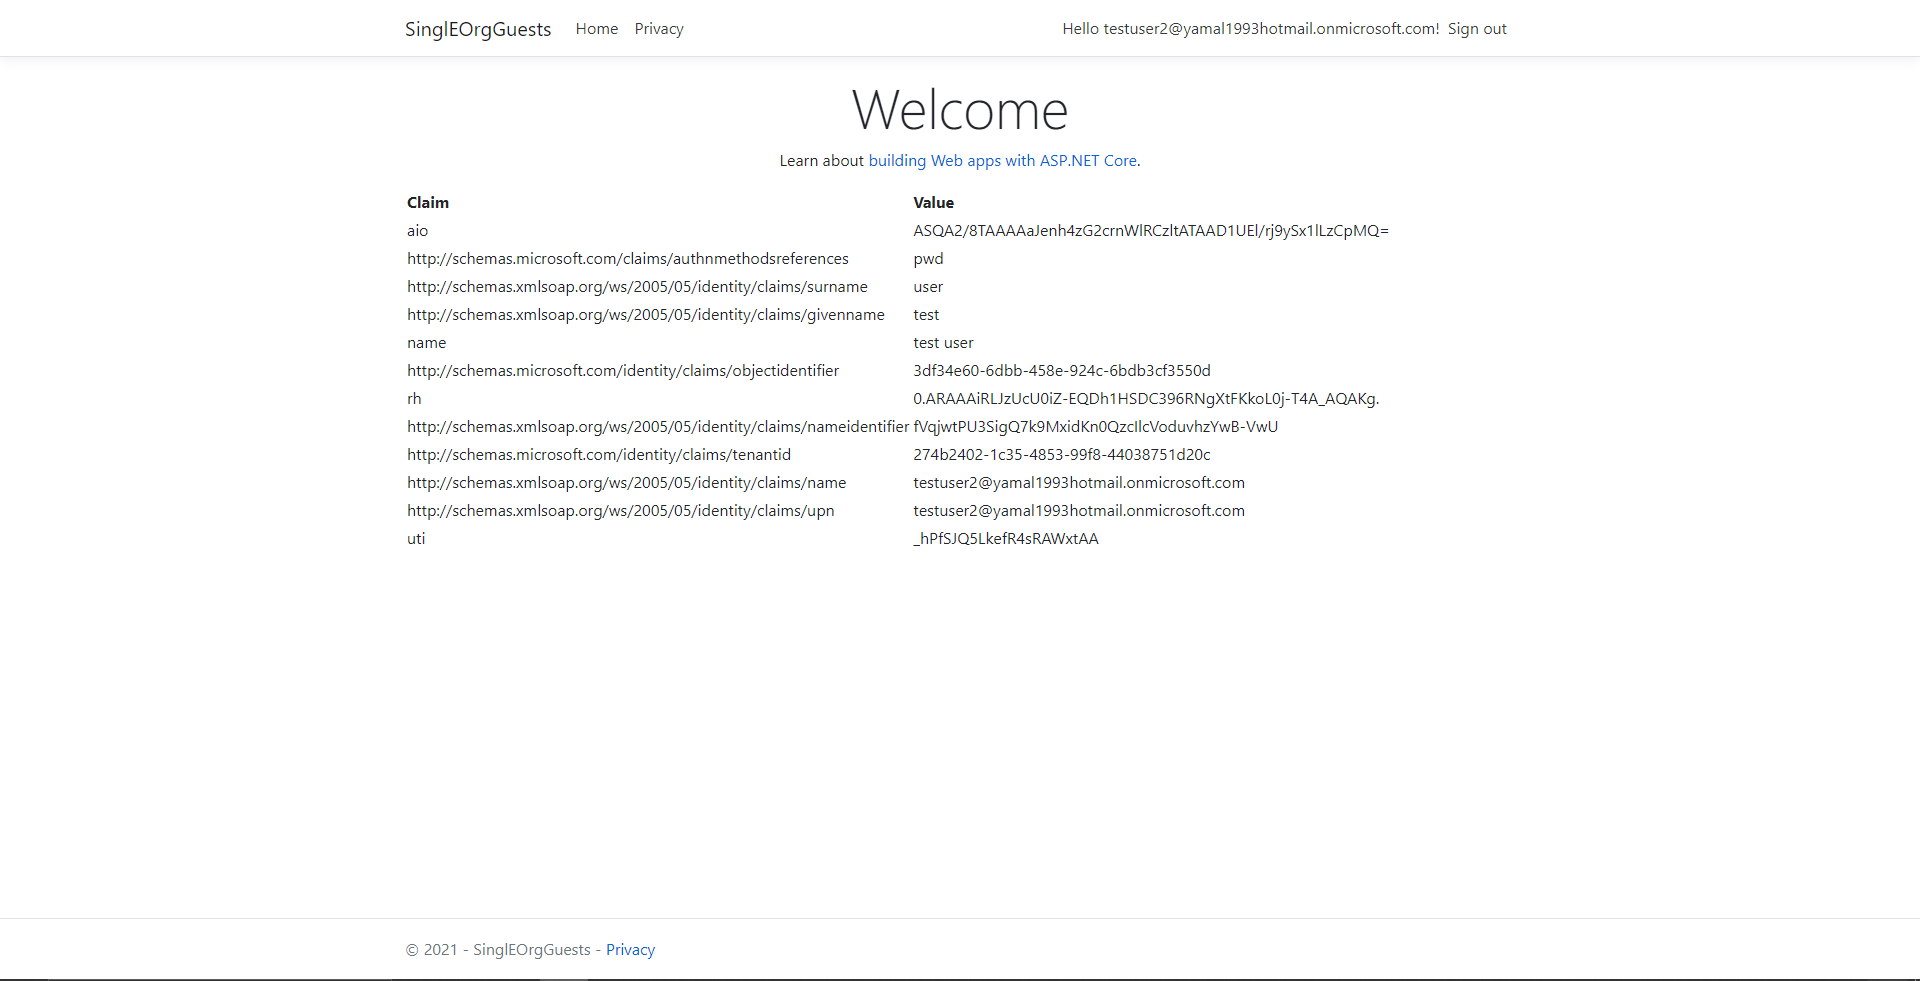 SinglEOrgGuests Home Privacy Hello testuser2@yamal1993hotmail.onmicrosoft.com! Sign out
Welcome
Learn about building Web apps with ASP.NET Core.
Claim Value
aio ASQA2/8TAAAAaJenh4zG2crnWlRCzltATAAD1UEl/rj9ySx1lLzCpMQ=
http://schemas.microsoft.com/claims/authnmethodsreferences pwd
http://schemas.xmlsoap.org/ws/2005/05/identity/claims/surname user
http://schemas.xmlsoap.org/ws/2005/05/identity/claims/givenname test
name test user
http://schemas.microsoft.com/identity/claims/objectidentifier 3df34e60-6dbb-458e-924c-6bdb3cf3550d
rh 0.ARAAAiRLJzUcU0iZ-EQDh1HSDC396RNgXtFKkoL0j-T4A_AQAKg.
http://schemas.xmlsoap.org/ws/2005/05/identity/claims/nameidentifier fVqjwtPU3SigQ7k9MxidKn0QzcIlcVoduvhzYwB-VwU
http://schemas.microsoft.com/identity/claims/tenantid 274b2402-1c35-4853-99f8-44038751d20c
http://schemas.xmlsoap.org/ws/2005/05/identity/claims/name testuser2@yamal1993hotmail.onmicrosoft.com
http://schemas.xmlsoap.org/ws/2005/05/identity/claims/upn testuser2@yamal1993hotmail.onmicrosoft.com
uti _hPfSJQ5LkefR4sRAWxtAA
© 2021 - SinglEOrgGuests - Privacy